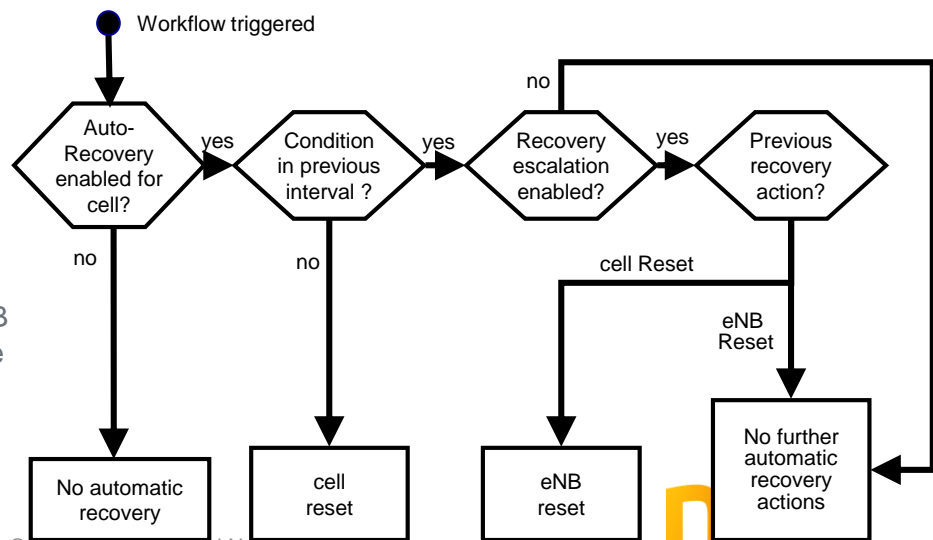 Workflow triggered
no
Auto-
Recovery
enabled for
cell?
yes
Condition
in previous
interval ?
yes
Recovery
escalation
enabled?
yes
Previous
recovery
action?
no
no
cell Reset
eNB
Reset
No automatic
recovery
cell
reset
eNB
reset
No further
automatic
recovery
actions